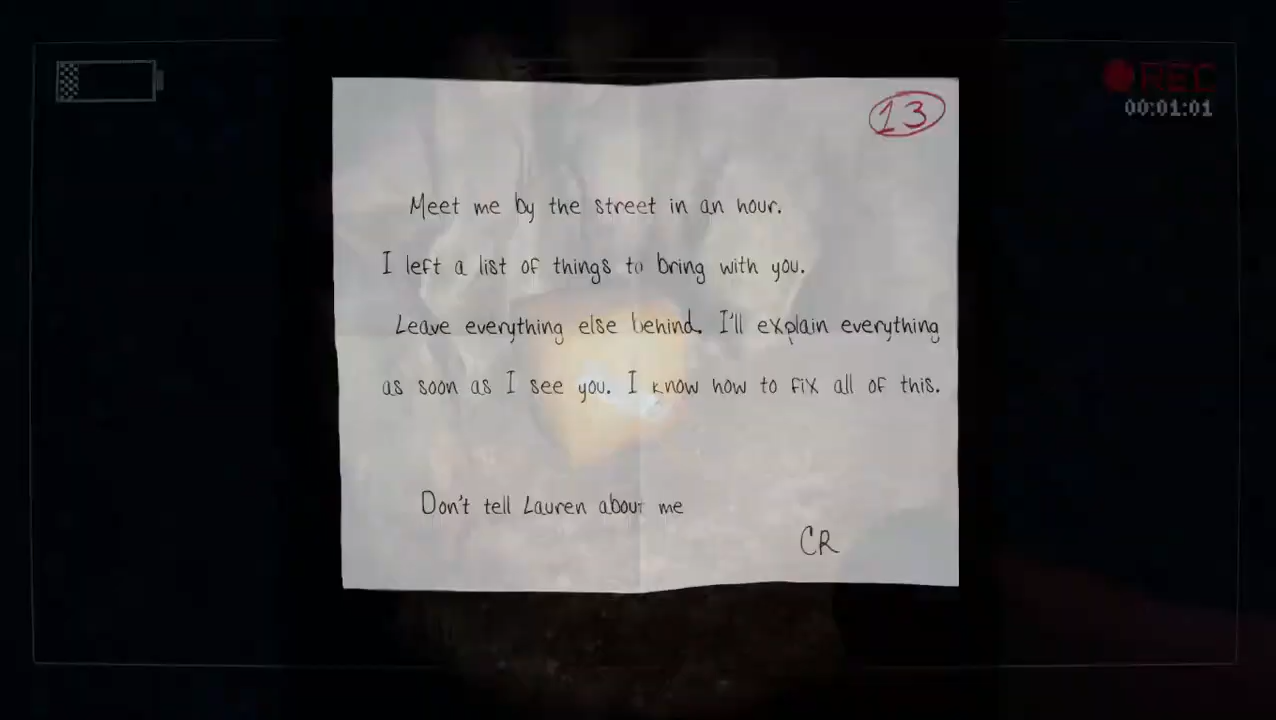 REC
00:01:01
13
Meet me by the street in an hour.
I left a list of things to bring with you.
Leave everything else behind. I'll explain everything
as soon as I see you. I know how to fix all of this.
Don't tell Lauren about me
CR